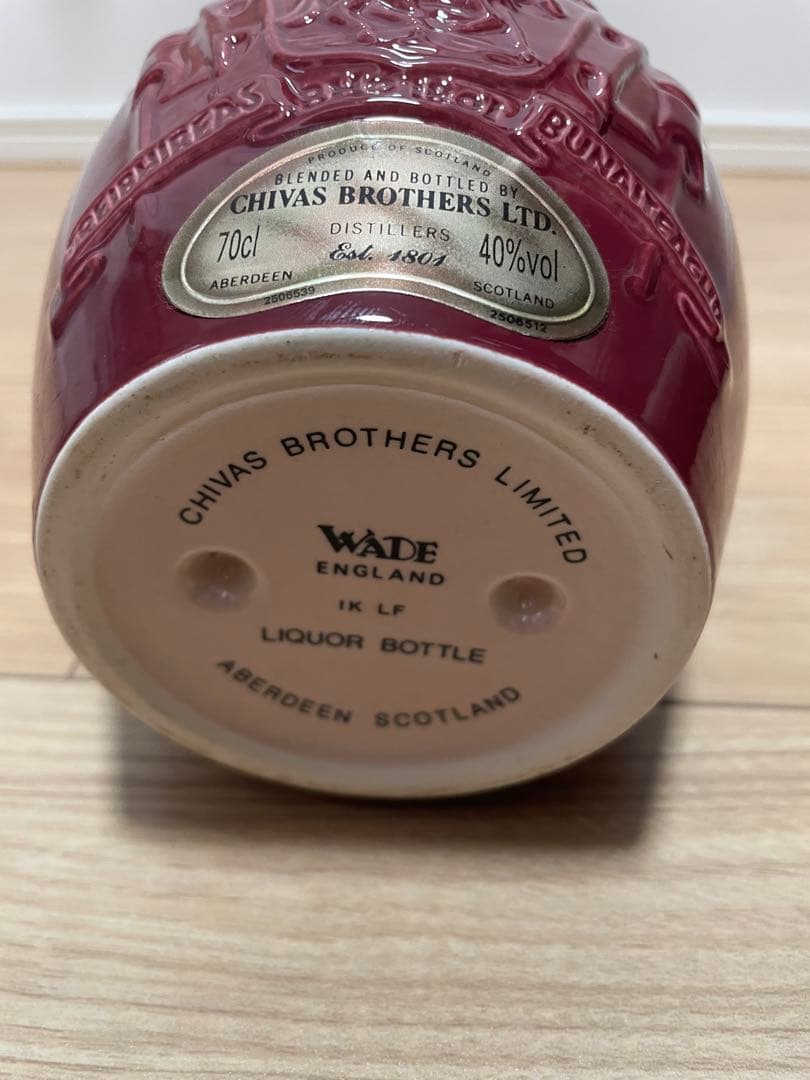 PRODUCE OF SCOTLAND
BLENDED AND BOTTLED BY
CHIVAS BROTHERS LTD.
70cl DISTILLERS 40%vol
Est. 1801
ABERDEEN SCOTLAND
2506539 2506512
CHIVAS BROTHERS LIMITED
WADE
ENGLAND
IK LF
LIQUOR BOTTLE
ABERDEEN SCOTLAND